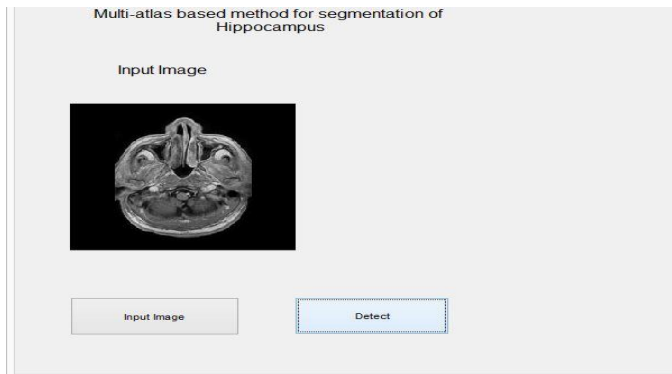 Multi-atlas based method for segmentation of
Hippocampus
Input Image
Input Image
Detect